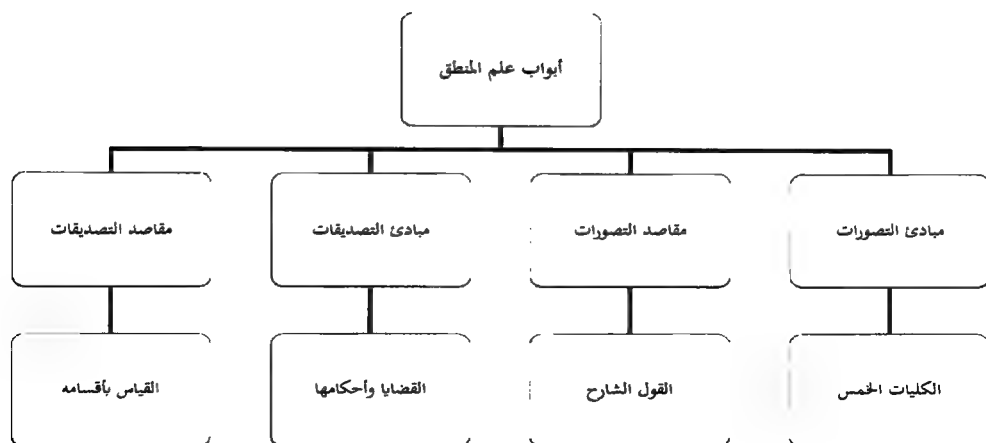 أبواب علم المنطق
مبادئ التصورات
مقاصد التصورات
مبادئ التصديقات
مقاصد التصديقات
الكليات الخمس
القول الشارح
القضايا وأحكامها
القياس بأقسامه